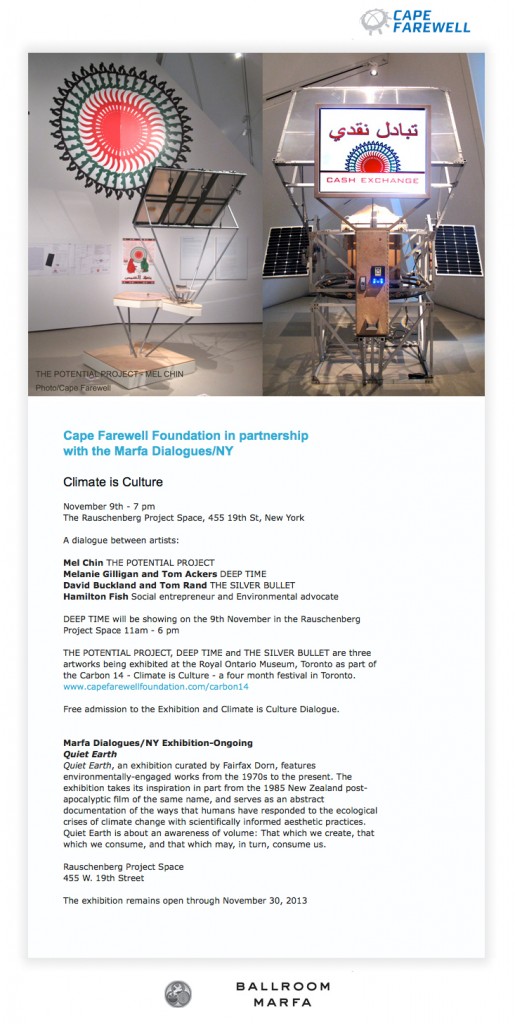 CAPE
FAREWELL
تبادل نقدي
CASH EXCHANGE
THE POTENTIAL PROJECT - MEL CHIN
Photo/Cape Farewell
Cape Farewell Foundation in partnership
with the Marfa Dialogues/NY
Climate is Culture
November 9th - 7 pm
The Rauschenberg Project Space, 455 19th St, New York
A dialogue between artists:
Mel Chin THE POTENTIAL PROJECT
Melanie Gilligan and Tom Ackers DEEP TIME
David Buckland and Tom Rand THE SILVER BULLET
Hamilton Fish Social entrepreneur and Environmental advocate
DEEP TIME will be showing on the 9th November in the Rauschenberg
Project Space 11am - 6 pm
THE POTENTIAL PROJECT, DEEP TIME and THE SILVER BULLET are three
artworks being exhibited at the Royal Ontario Museum, Toronto as part of
the Carbon 14 - Climate is Culture - a four month festival in Toronto.
www.capefarewellfoundation.com/carbon14
Free admission to the Exhibition and Climate is Culture Dialogue.
Marfa Dialogues/NY Exhibition-Ongoing
Quiet Earth
Quiet Earth, an exhibition curated by Fairfax Dorn, features
environmentally-engaged works from the 1970s to the present. The
exhibition takes its inspiration in part from the 1985 New Zealand post-
apocalyptic film of the same name, and serves as an abstract
documentation of the ways that humans have responded to the ecological
crises of climate change with scientifically informed aesthetic practices.
Quiet Earth is about an awareness of volume: That which we create, that
which we consume, and that which may, in turn, consume us.
Rauschenberg Project Space
455 W. 19th Street
The exhibition remains open through November 30, 2013
BALLROOM
MARFA